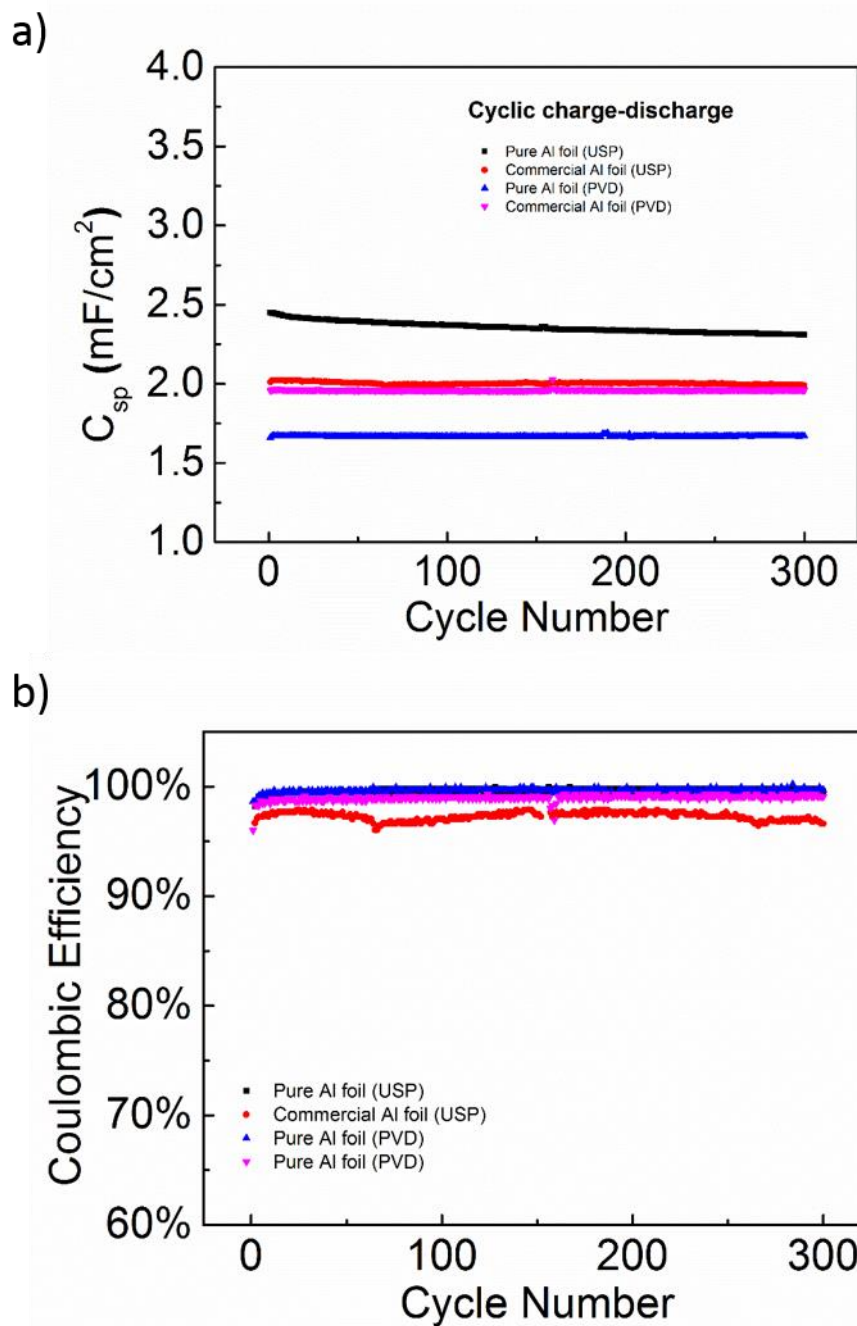 a)
4.0
3.5
3.0
2.5
2.0
1.5
1.0
C_sp (mF/cm²)
Cyclic charge-discharge
Pure Al foil (USP)
Commercial Al foil (USP)
Pure Al foil (PVD)
Commercial Al foil (PVD)
0 100 200 300
Cycle Number
b)
100%
90%
80%
70%
60%
Coulombic Efficiency
Pure Al foil (USP)
Commercial Al foil (USP)
Pure Al foil (PVD)
Pure Al foil (PVD)
0 100 200 300
Cycle Number